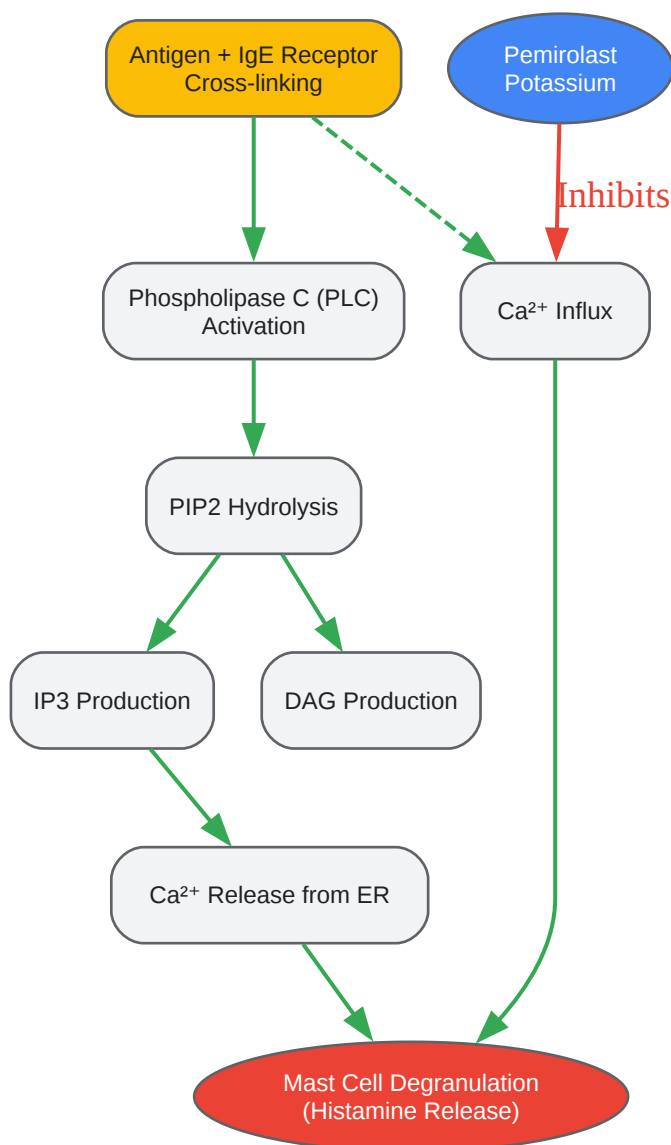 Antigen + IgE Receptor
Cross-linking
Pemirolast
Potassium
Inhibits
Phospholipase C (PLC)
Activation
Ca²⁺ Influx
PIP2 Hydrolysis
IP3 Production
DAG Production
Ca²⁺ Release from ER
Mast Cell Degranulation
(Histamine Release)